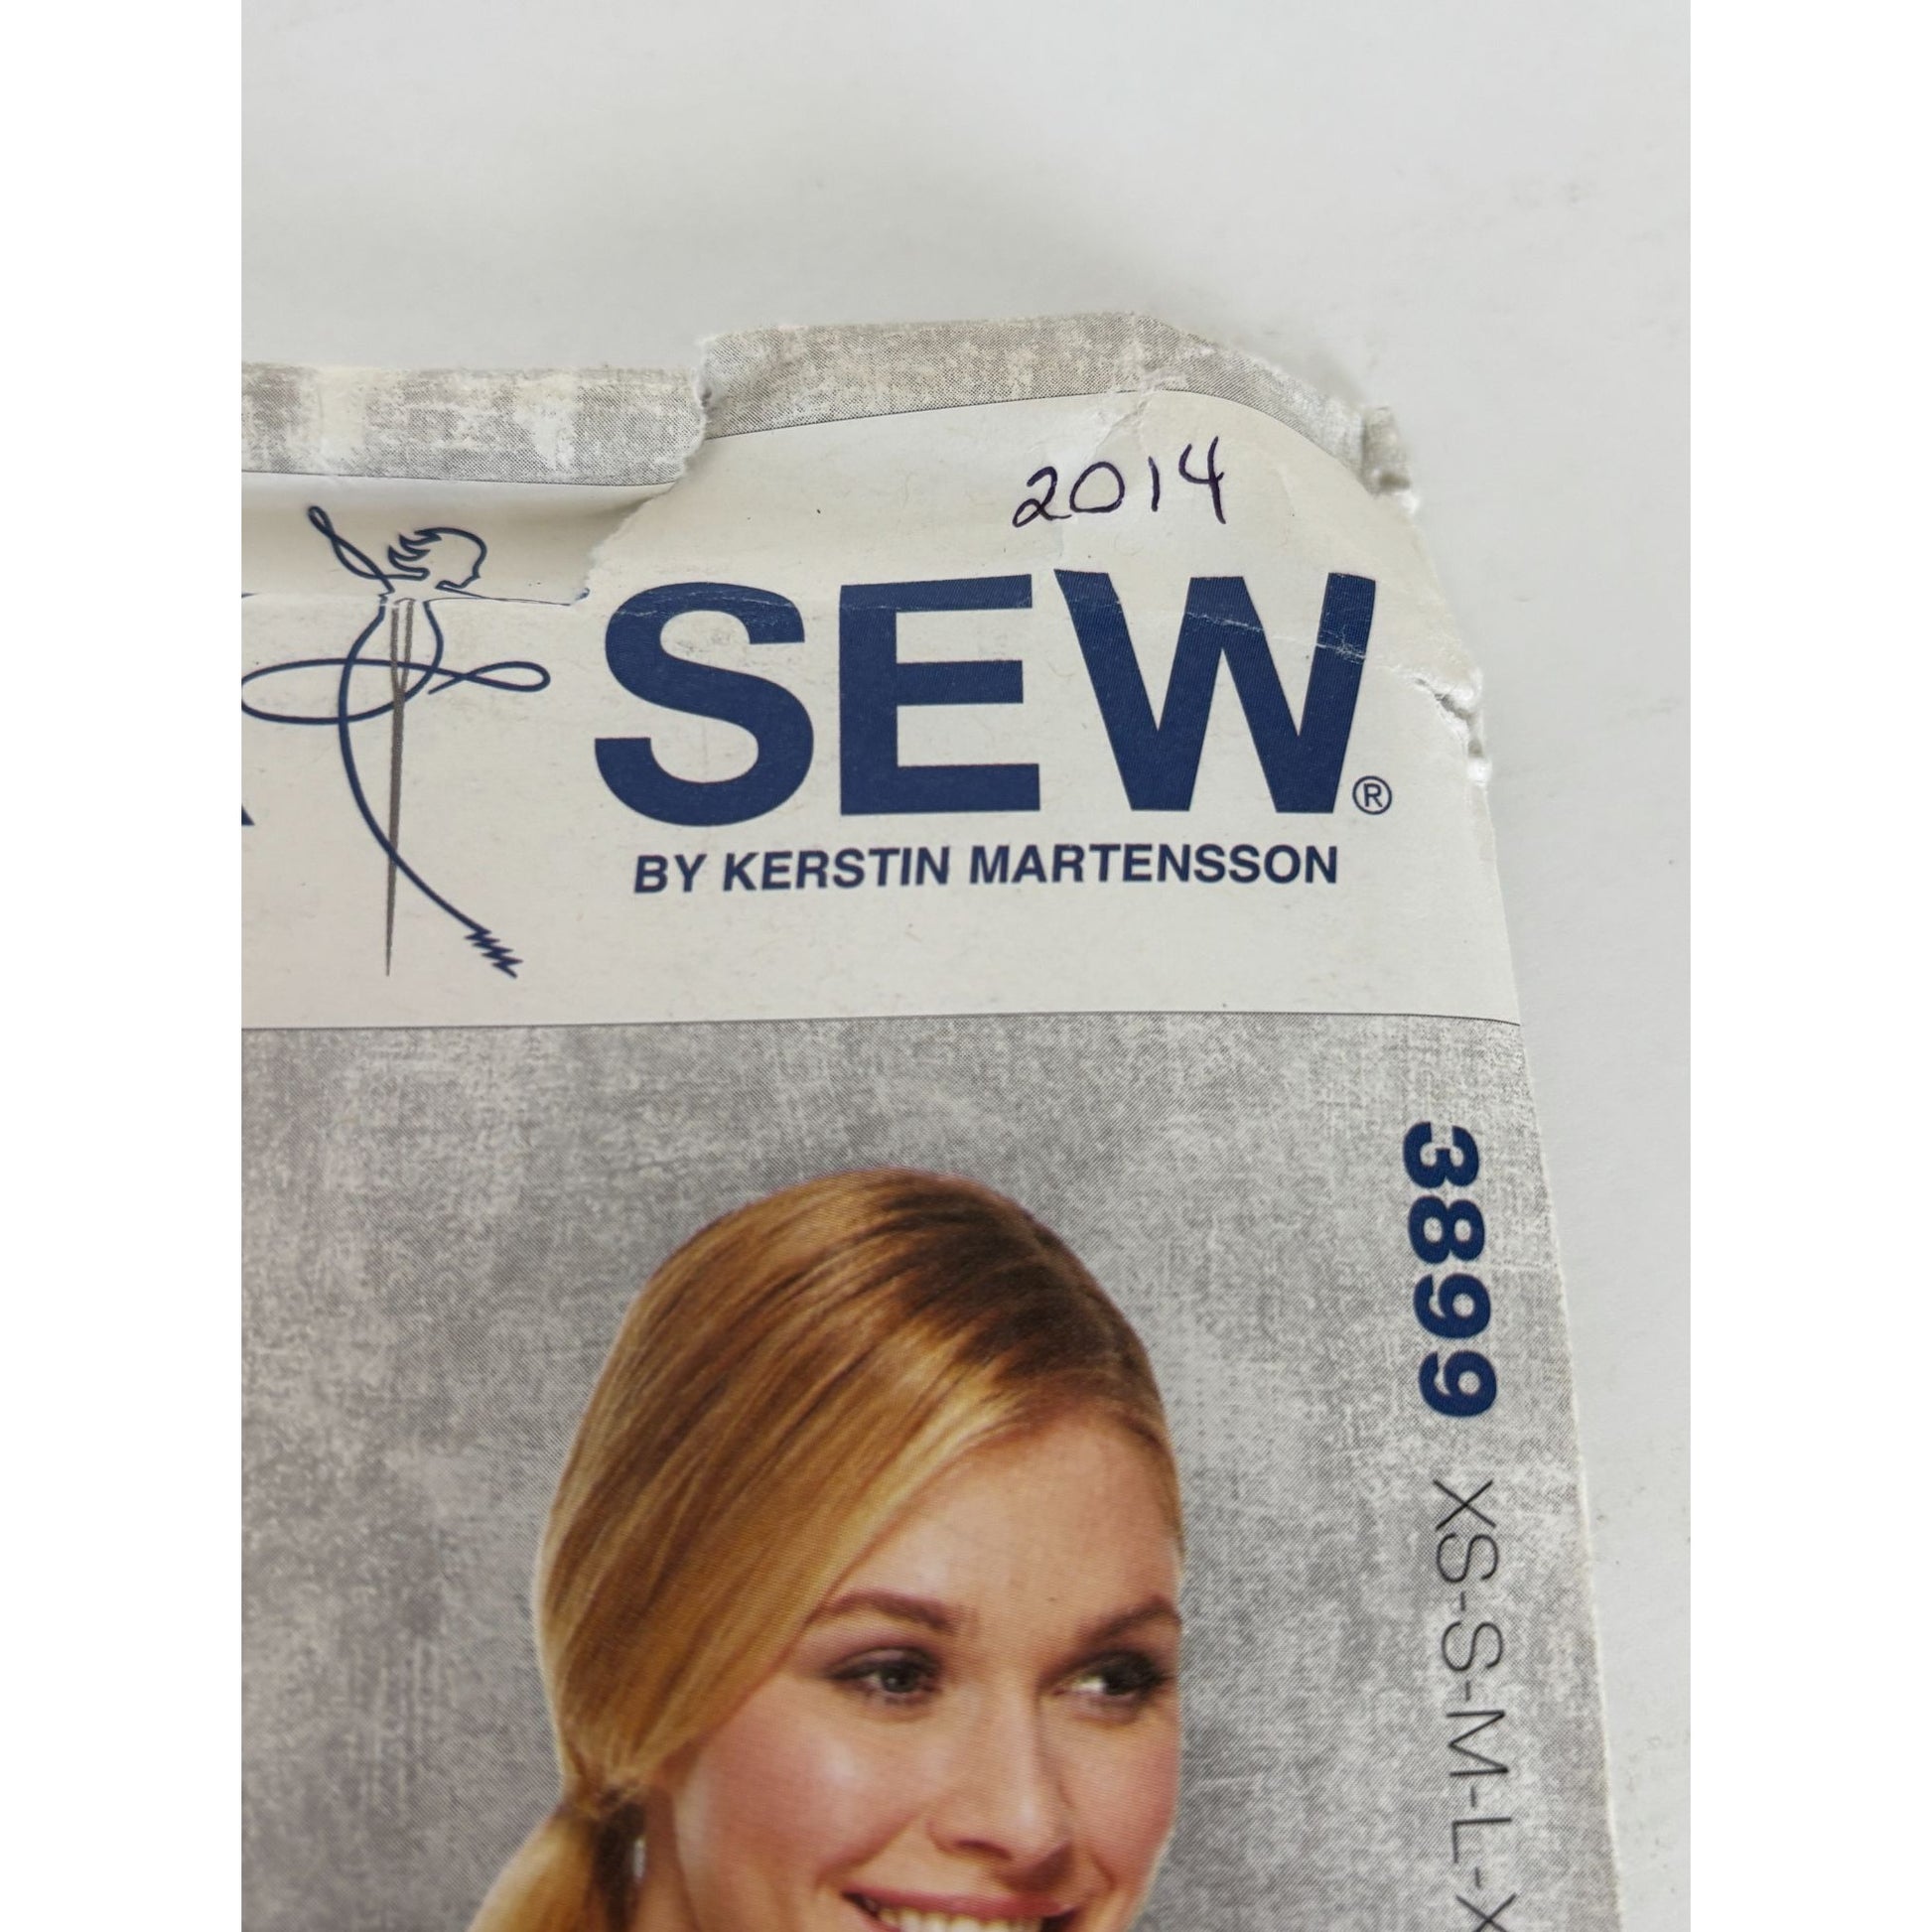 2014
SEW®
BY KERSTIN MARTENSSON
3899 XS-S-M-L-X